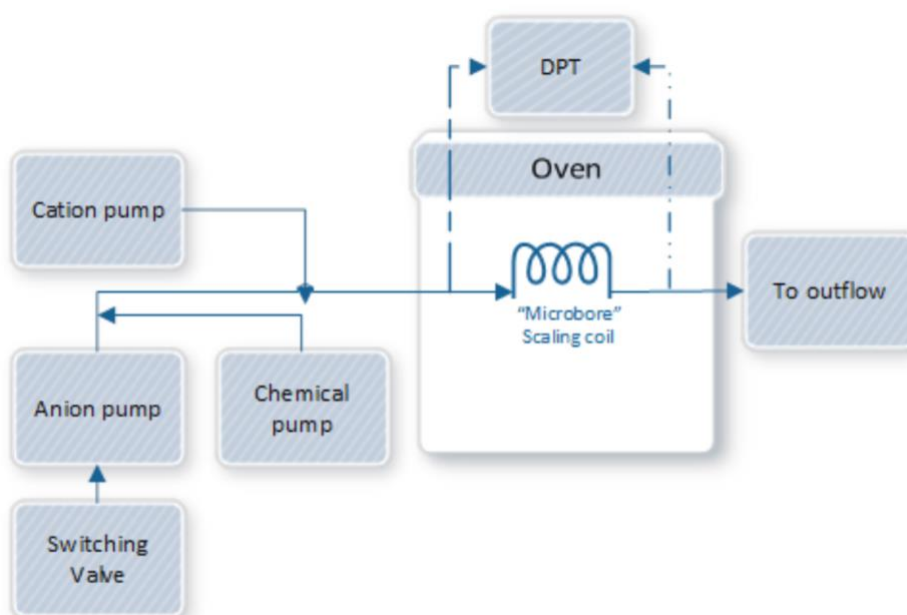 DPT
Oven
Cation pump
"Microbore"
Scaling coil
To outflow
Anion pump
Chemical
pump
Switching
Valve